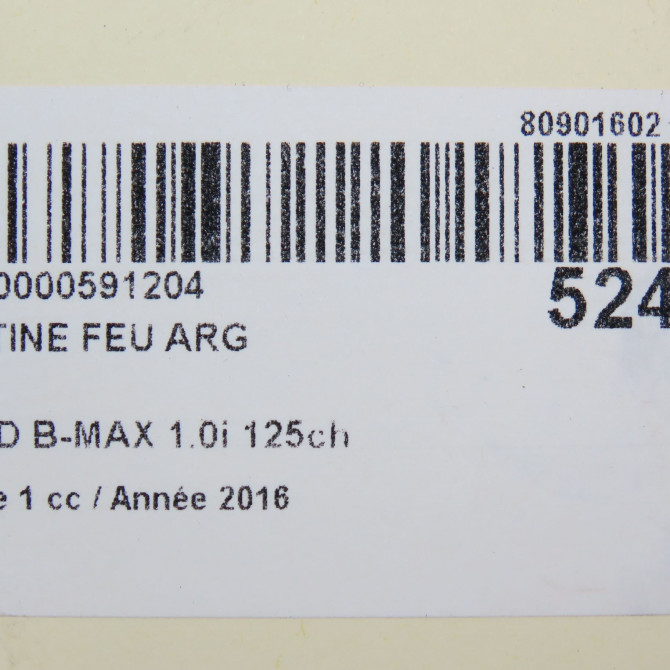 80901602
0000591204
524
TINE FEU ARG
D B-MAX 1.0i 125ch
e 1 cc / Année 2016